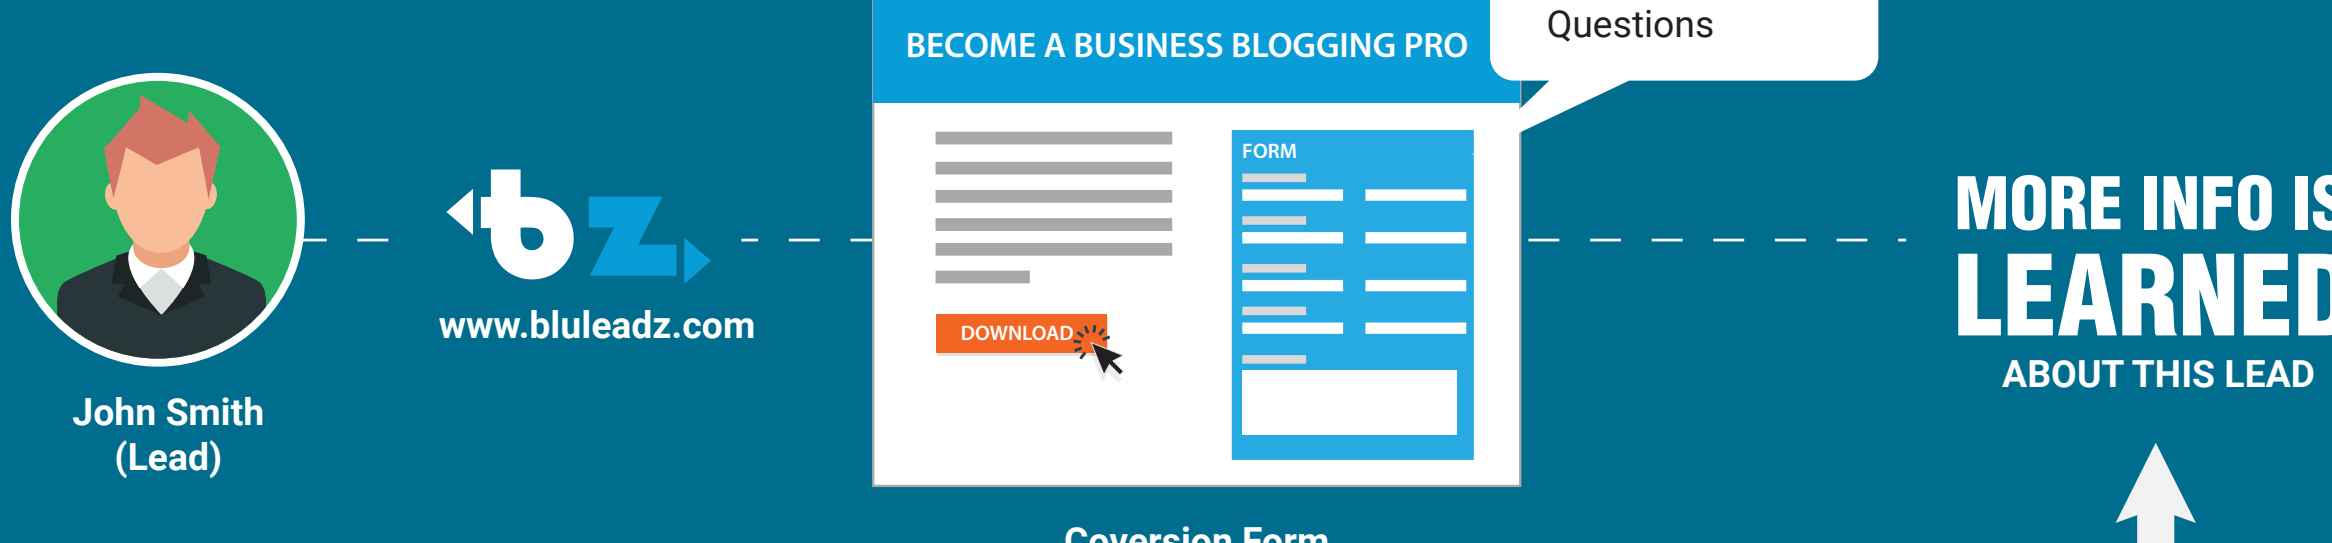 Questions
BECOME A BUSINESS BLOGGING PRO
FORM
bz
www.bluleadz.com
DOWNLOAD
John Smith
(Lead)
MORE INFO IS
LEARNED
ABOUT THIS LEAD
Coversion Form